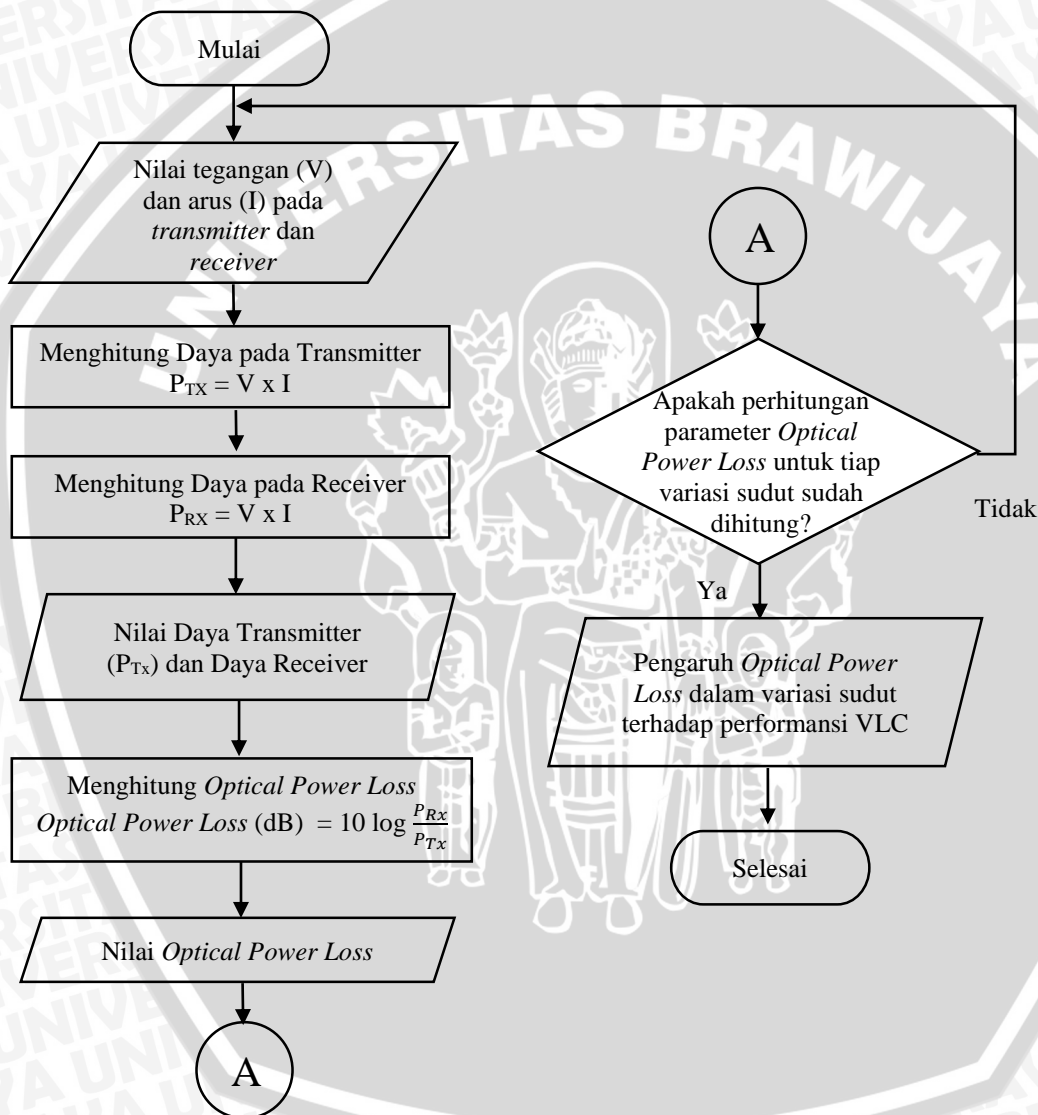 Mulai
Nilai tegangan (V)
dan arus (I) pada
transmitter dan
receiver
Menghitung Daya pada Transmitter
PTX = V x I
Menghitung Daya pada Receiver
PRX = V x I
Nilai Daya Transmitter
(PTx) dan Daya Receiver
Menghitung Optical Power Loss
Optical Power Loss (dB) = 10 log PRx/PTx
Nilai Optical Power Loss
A
A
Apakah perhitungan
parameter Optical
Power Loss untuk tiap
variasi sudut sudah
dihitung?
Tidak
Ya
Pengaruh Optical Power
Loss dalam variasi sudut
terhadap performansi VLC
Selesai
UNIVERSITAS BRAWIJAYA